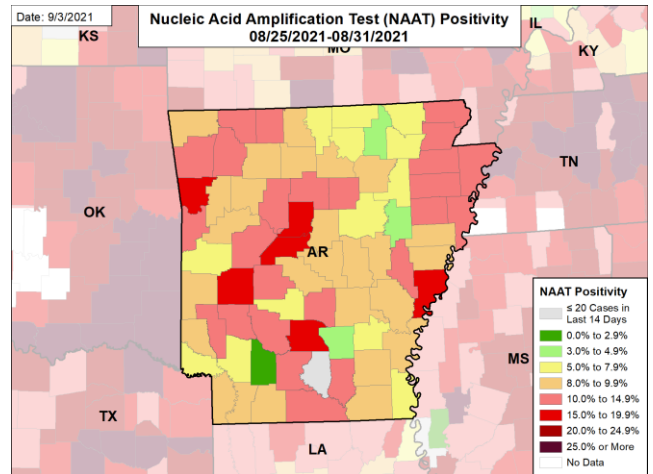 Date: 9/3/2021
Nucleic Acid Amplification Test (NAAT) Positivity
08/25/2021-08/31/2021
KS
MO
IL
KY
TN
OK
AR
MS
TX
LA
NAAT Positivity
≤ 20 Cases in
Last 14 Days
0.0% to 2.9%
3.0% to 4.9%
5.0% to 7.9%
8.0% to 9.9%
10.0% to 14.9%
15.0% to 19.9%
20.0% to 24.9%
25.0% or More
No Data